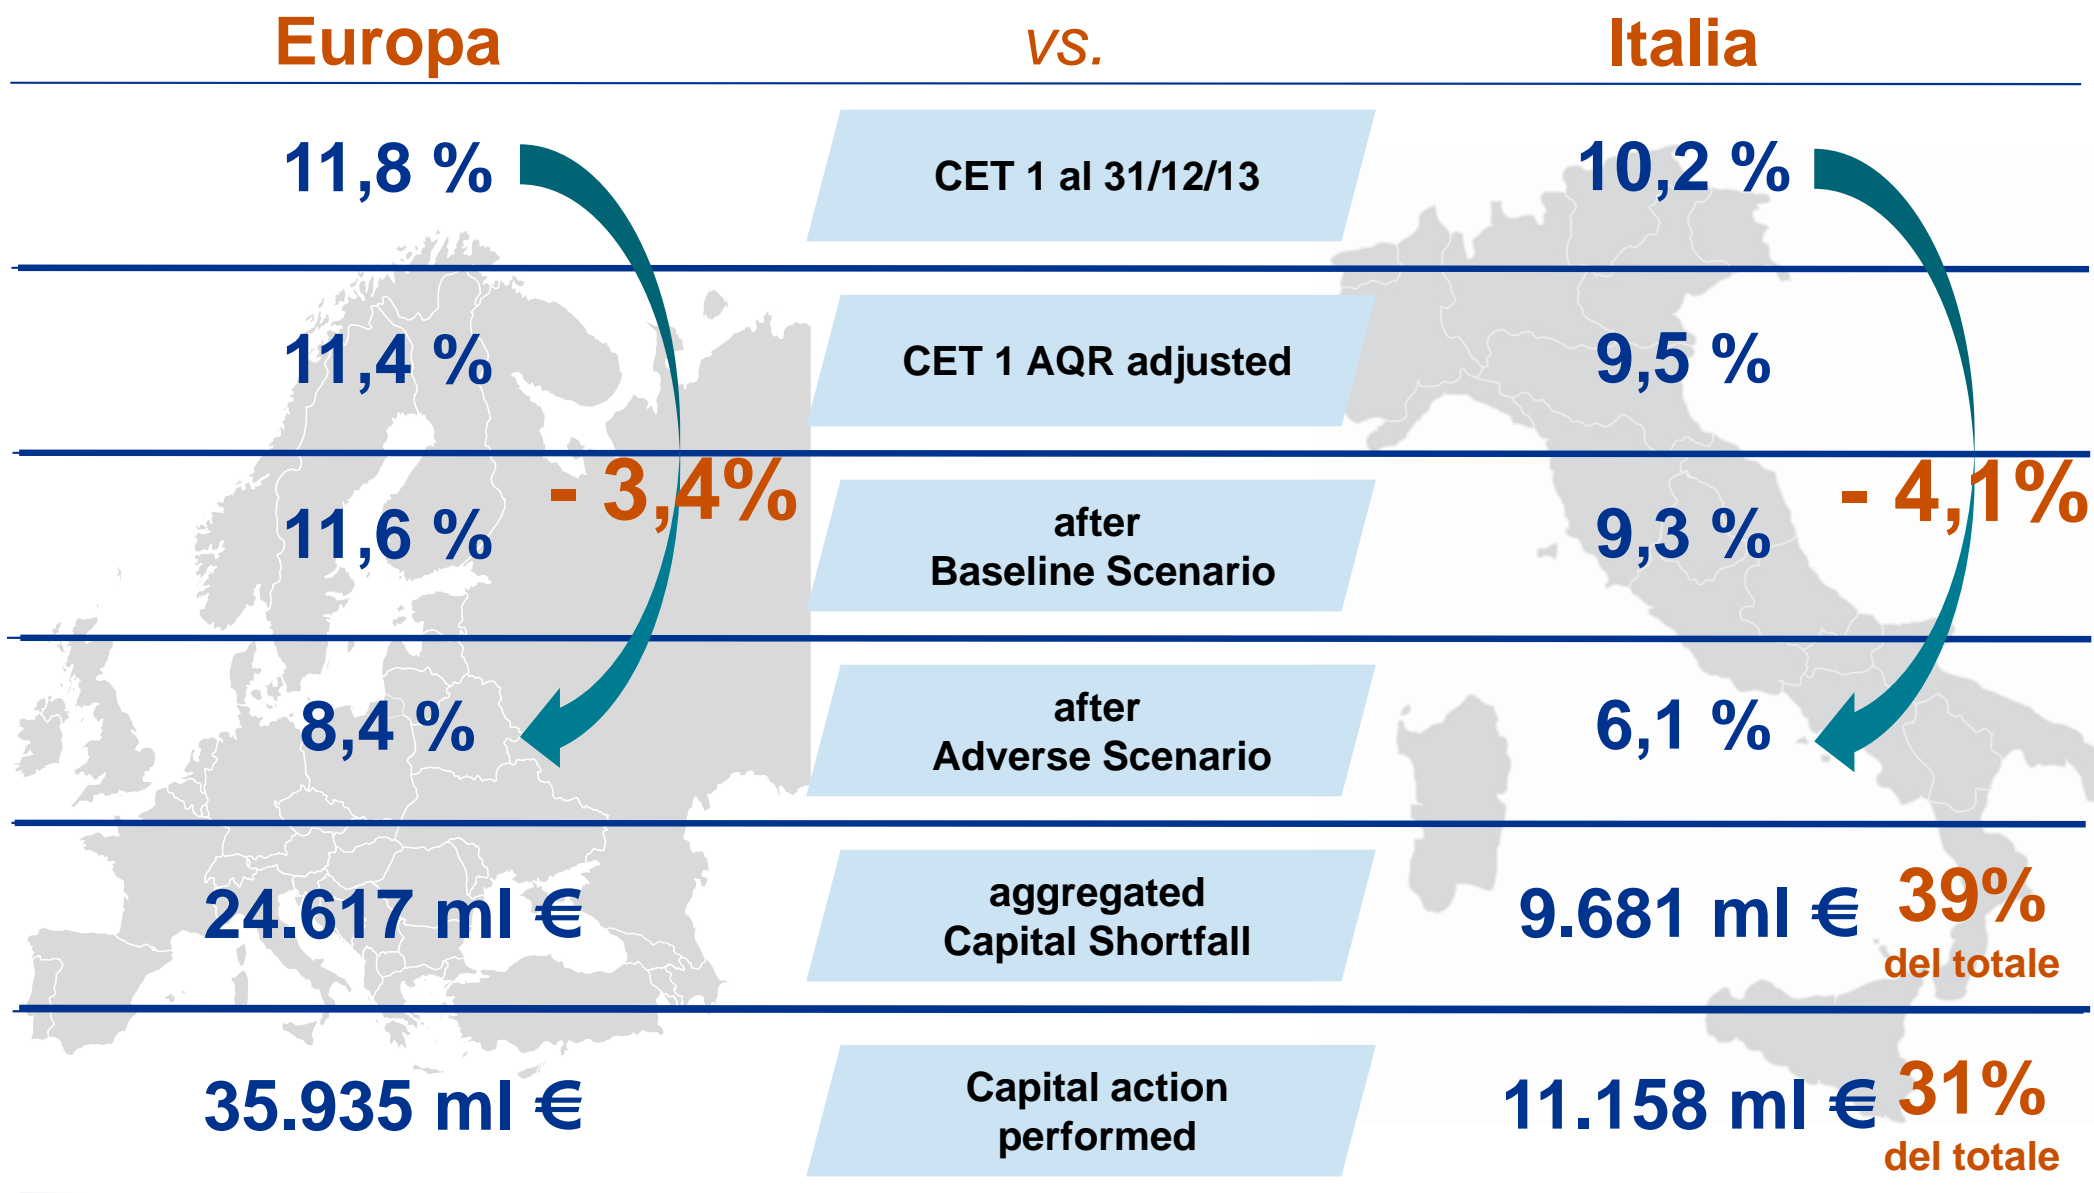 Europa vs. Italia
11,8 % CET 1 al 31/12/13 10,2 %
11,4 % CET 1 AQR adjusted 9,5 %
- 3,4% - 4,1%
11,6 % after 9,3 %
Baseline Scenario
8,4 % after 6,1 %
Adverse Scenario
24.617 ml € aggregated 9.681 ml € 39%
Capital Shortfall del totale
35.935 ml € Capital action 11.158 ml € 31%
performed del totale